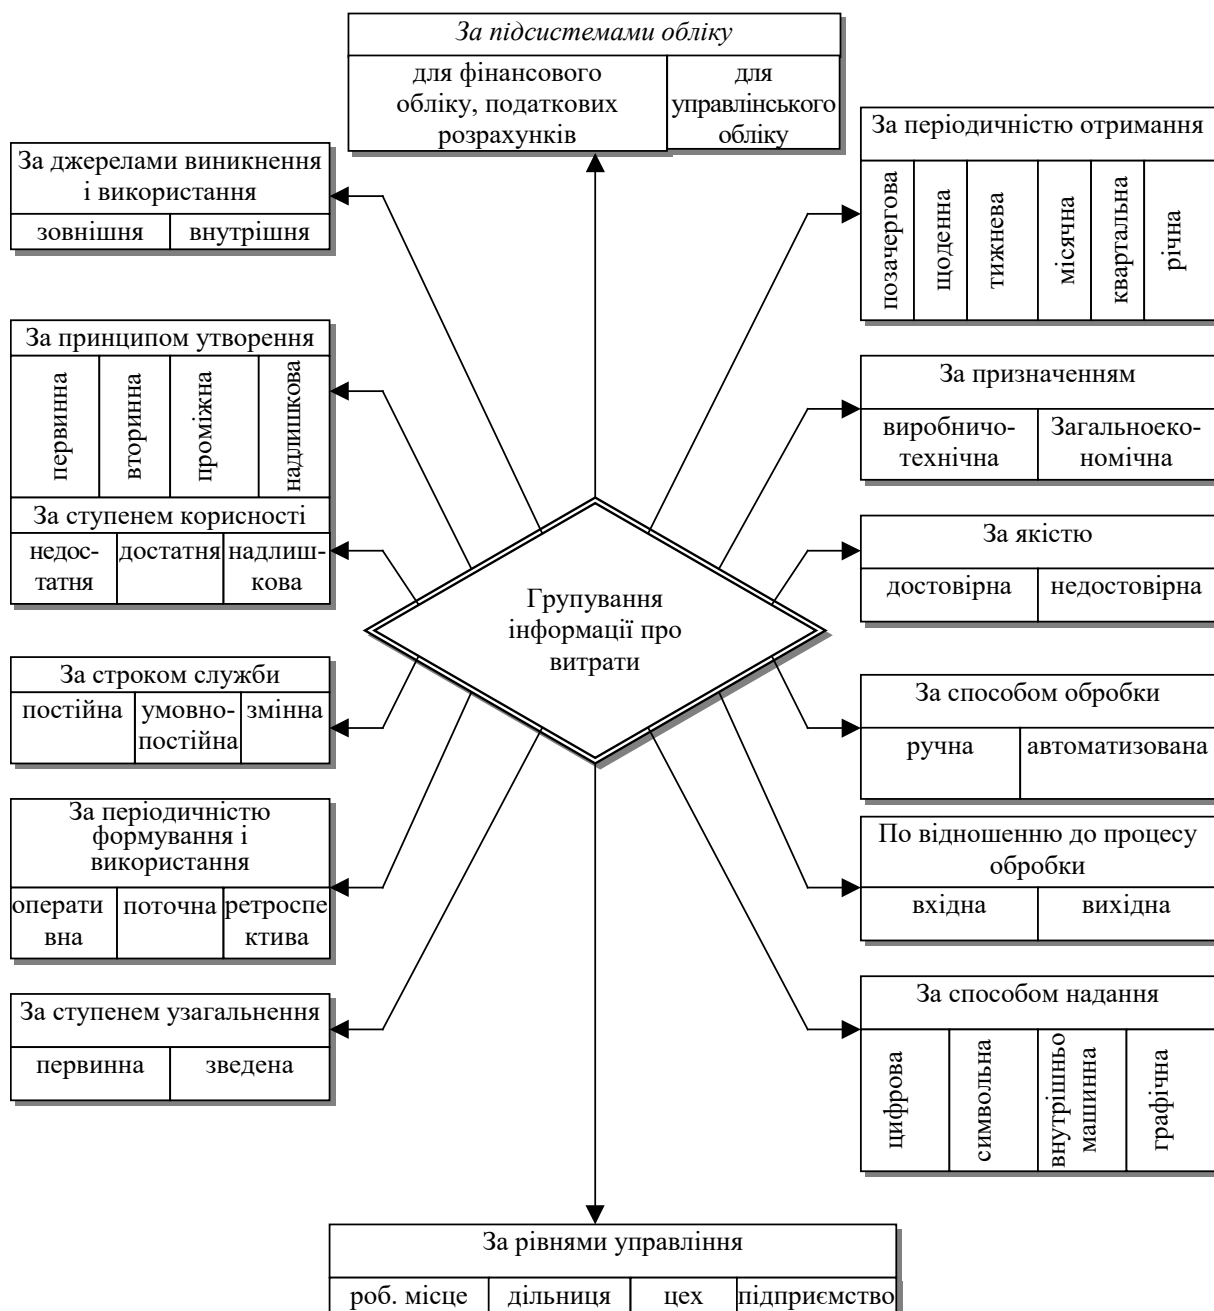 За підсистемами обліку
для фінансового
обліку, податкових
розрахунків
для
управлінського
обліку
За джерелами виникнення
і використання
зовнішня
внутрішня
За періодичністю отримання
позачергова
щоденна
тижнева
місячна
квартальна
річна
За принципом утворення
первинна
вторинна
проміжна
надлишкова
За ступенем корисності
недос-
татня
достатня
надлиш-
кова
За призначенням
виробничо-
технічна
Загальноеко-
номічна
За якістю
достовірна
недостовірна
Групування
інформації про
витрати
За строком служби
постійна
умовно-
постійна
змінна
За способом обробки
ручна
автоматизована
За періодичністю
формування і
використання
операти
вна
поточна
ретроспе
ктива
По відношенню до процесу
обробки
вхідна
вихідна
За ступенем узагальнення
первинна
зведена
За способом надання
цифрова
символьна
внутрішньо
машинна
графічна
За рівнями управління
роб. місце
дільниця
цех
підприємство